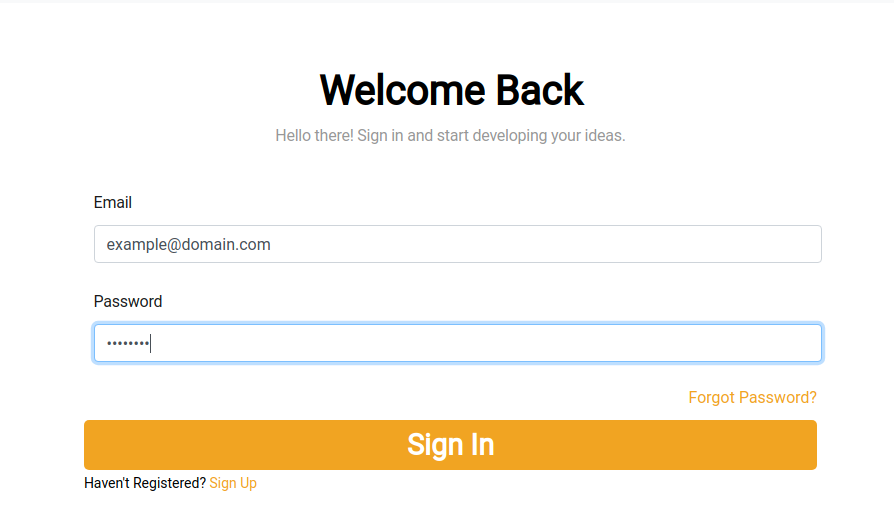 Welcome Back
Hello there! Sign in and start developing your ideas.
Email
example@domain.com
Password
••••••••
Forgot Password?
Sign In
Haven't Registered? Sign Up